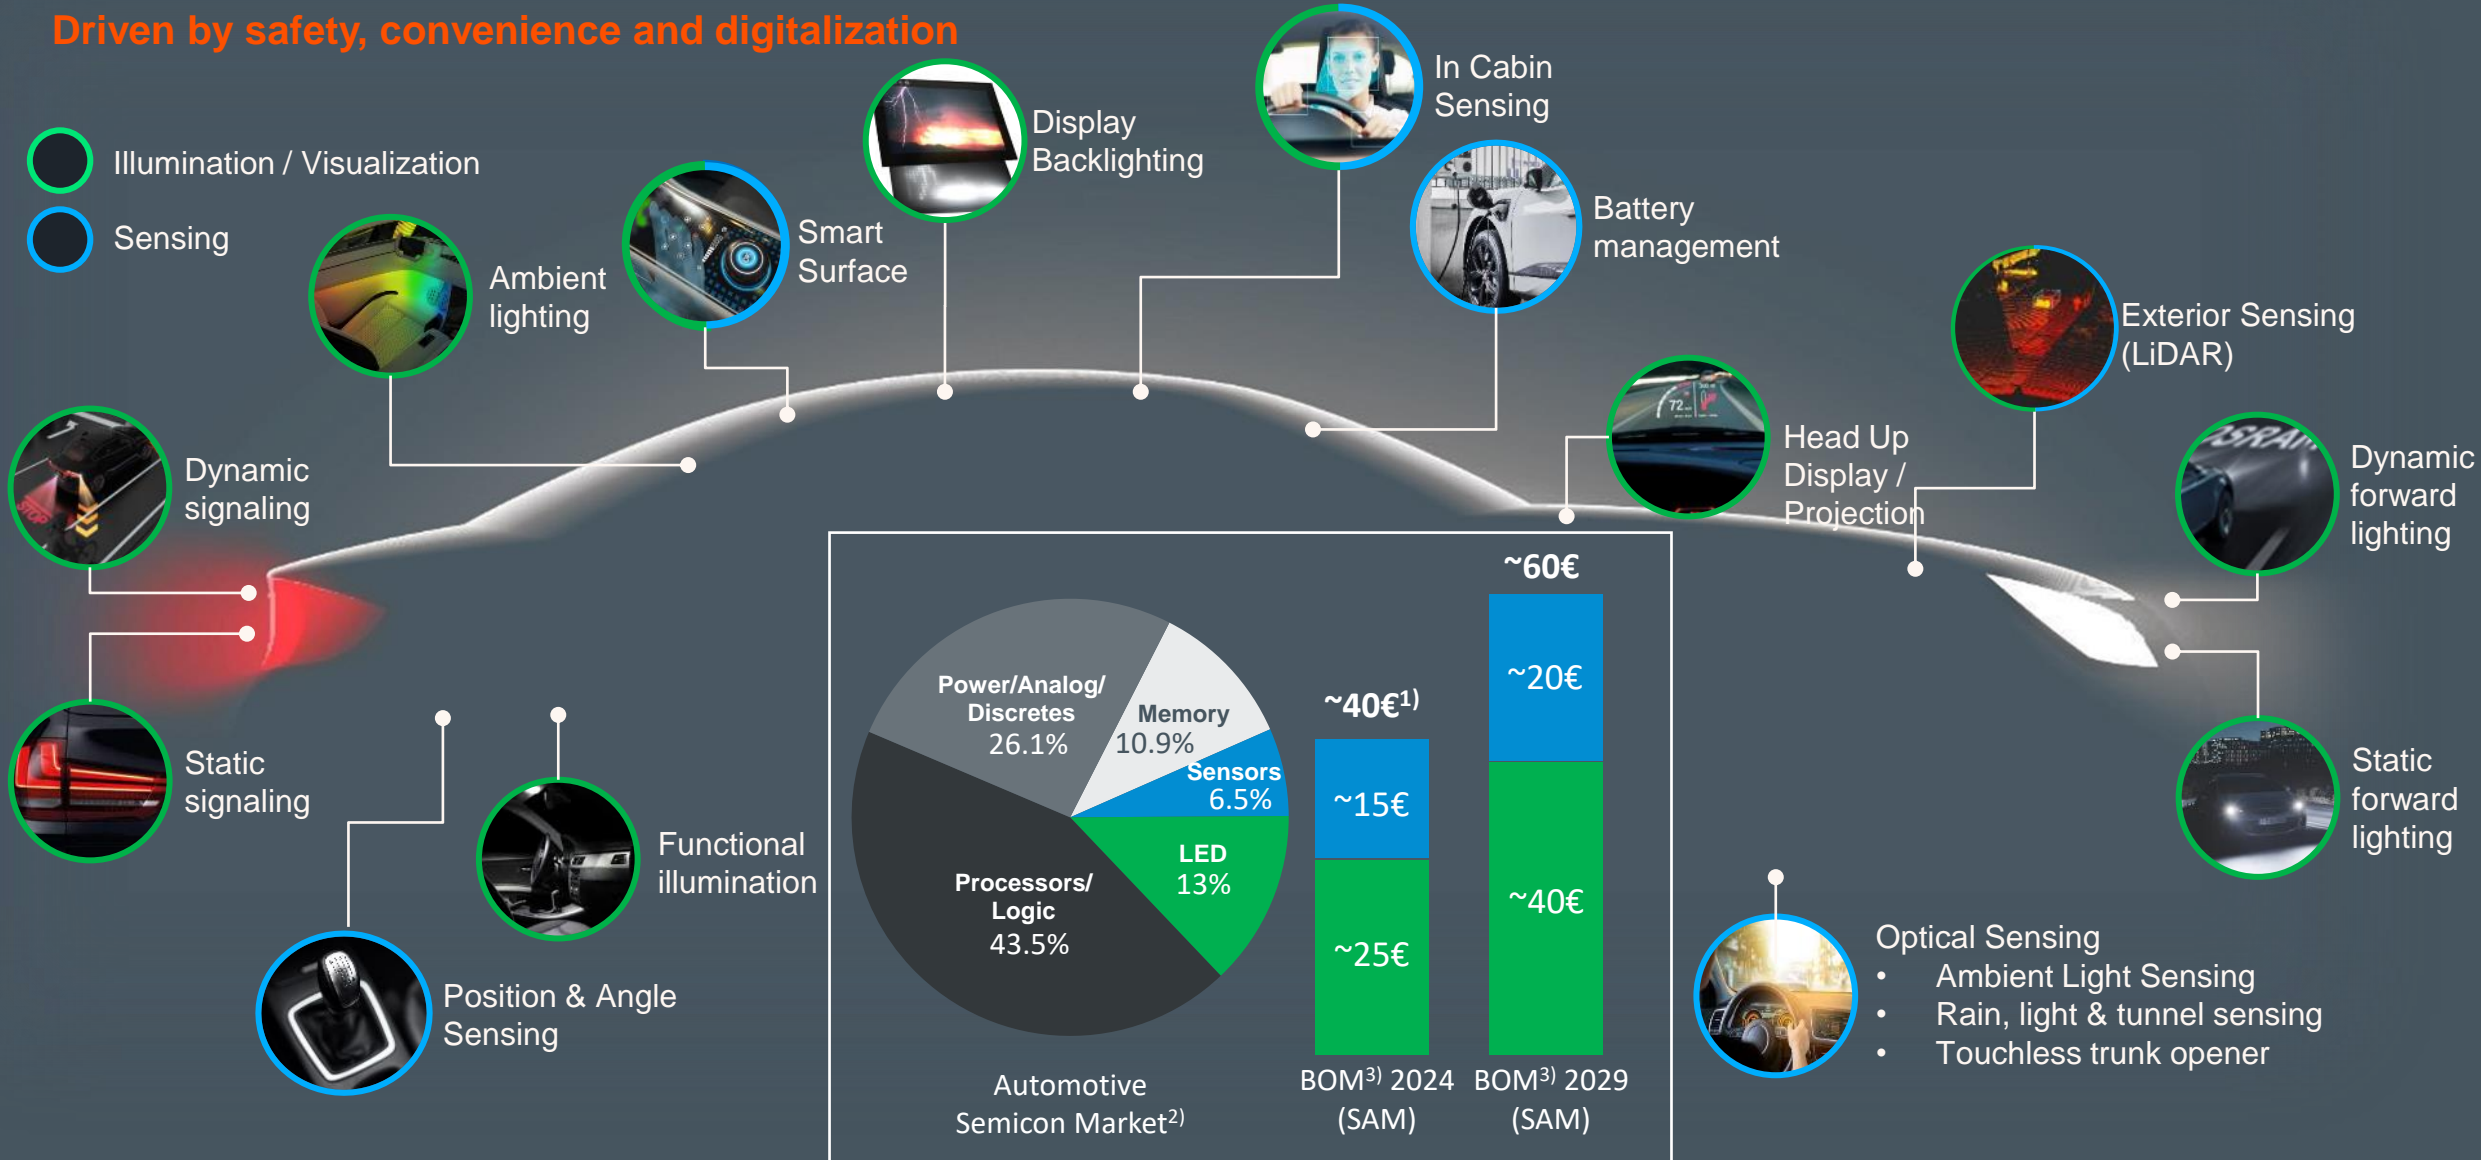 Driven by safety, convenience and digitalization
Illumination / Visualization
Sensing
Dynamic
signaling
Static
signaling
Ambient
lighting
Smart
Surface
Display
Backlighting
In Cabin
Sensing
Battery
management
Head Up
Display /
Projection
72
Exterior Sensing
(LiDAR)
OSRAM
Dynamic
forward
lighting
Static
forward
lighting
STOP
Position & Angle
Sensing
Functional
illumination
Power/Analog/
Discretes
26.1%
Memory
10.9%
Sensors
6.5%
LED
13%
Processors/
Logic
43.5%
Automotive
Semicon Market2)
~40€1)
~15€
~25€
BOM3) 2024
(SAM)
~60€
~20€
~40€
BOM3) 2029
(SAM)
Optical Sensing
• Ambient Light Sensing
• Rain, light & tunnel sensing
• Touchless trunk opener